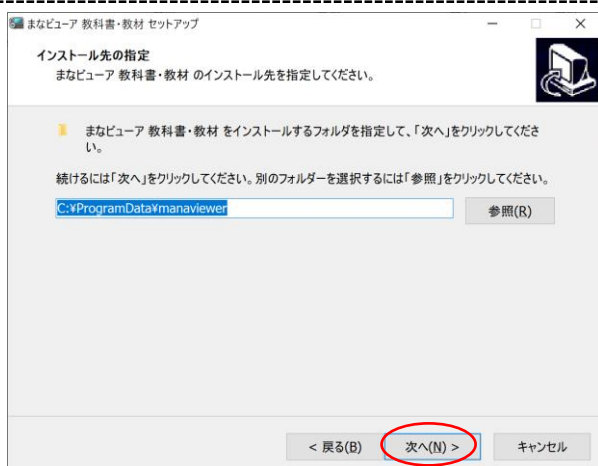 まなビューア 教科書・教材 セットアップ
インストール先の指定
まなビューア 教科書・教材 のインストール先を指定してください。
まなビューア 教科書・教材 をインストールするフォルダを指定して、「次へ」をクリックしてくださ
い。
続けるには「次へ」をクリックしてください。別のフォルダーを選択するには「参照」をクリックしてください。
C:¥ProgramData¥manaviewer
参照(R)
< 戻る(B)
次へ(N) >
キャンセル